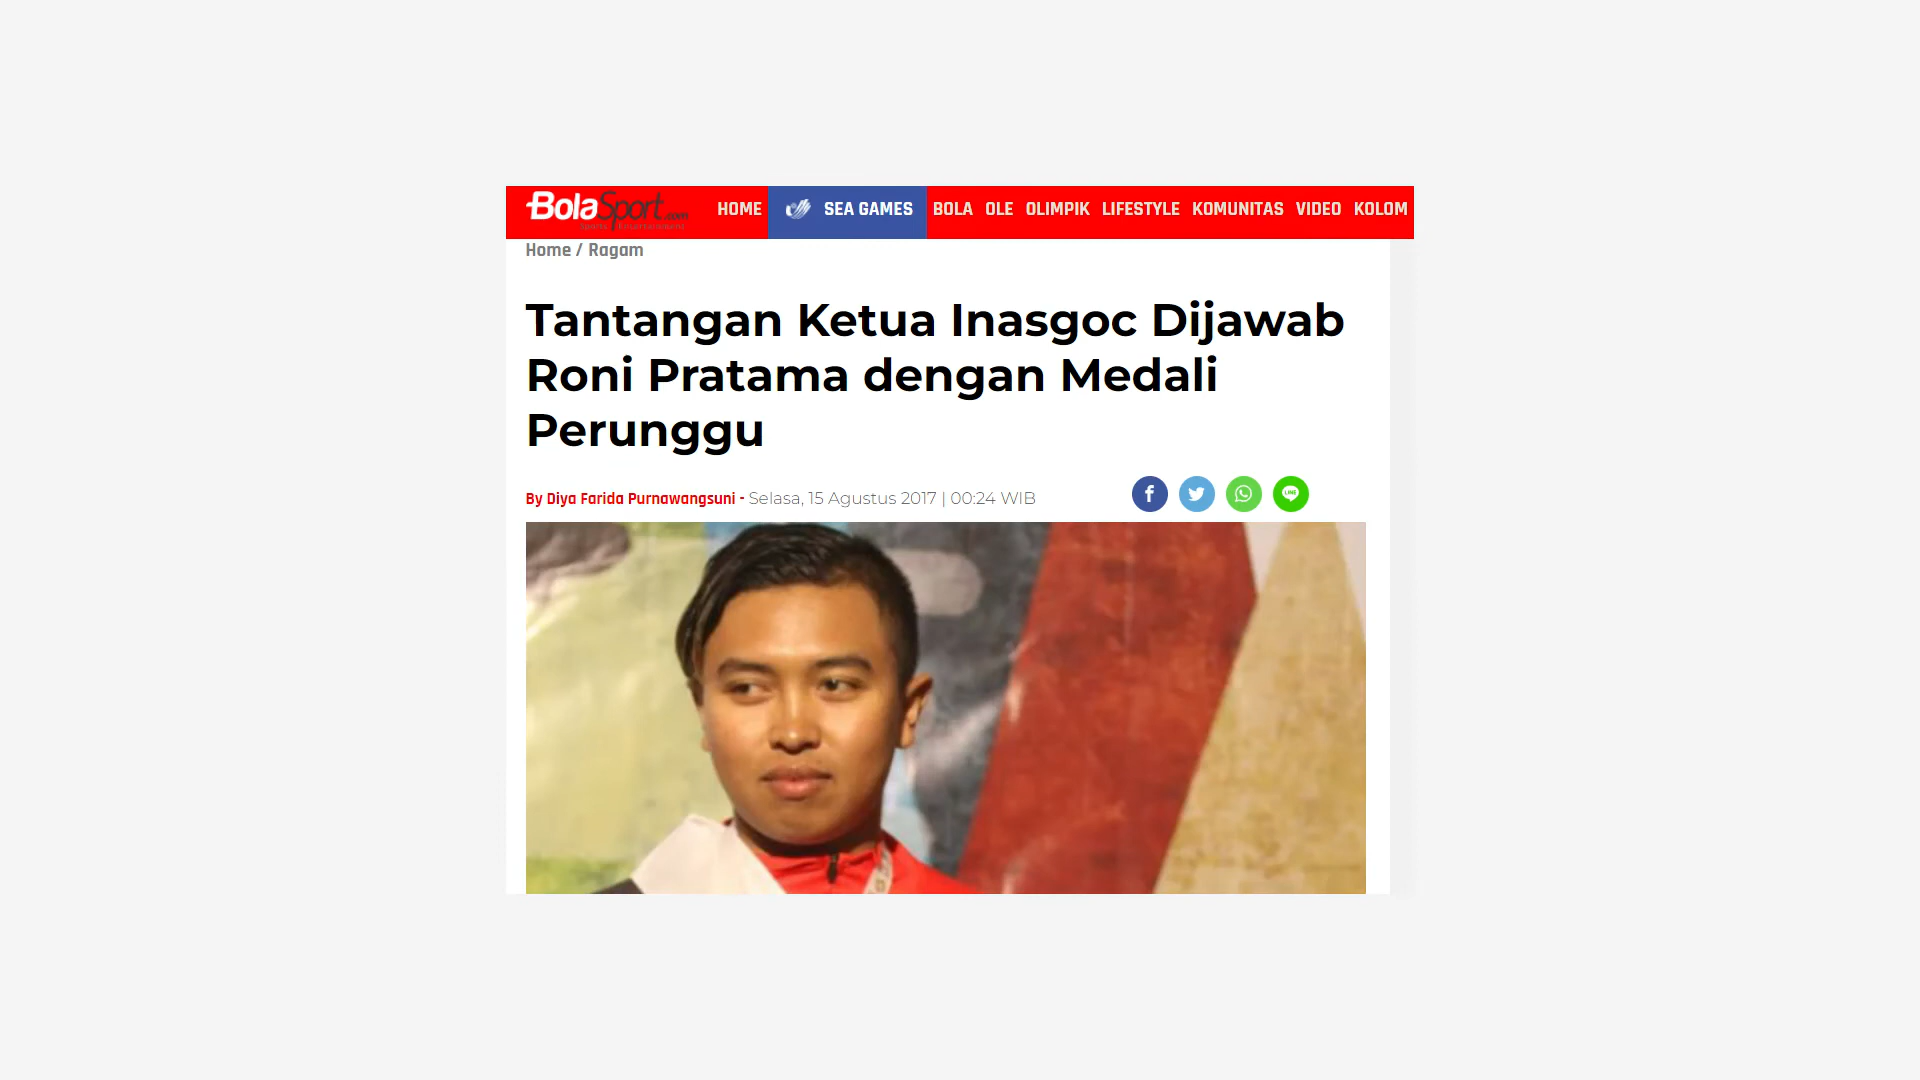 BolaSport.com
HOME SEA GAMES BOLA OLE OLIMPIK LIFESTYLE KOMUNITAS VIDEO KOLOM
Home / Ragam
Tantangan Ketua Inasgoc Dijawab
Roni Pratama dengan Medali
Perunggu
By Diya Farida Purnawangsuni - Selasa, 15 Agustus 2017 | 00:24 WIB